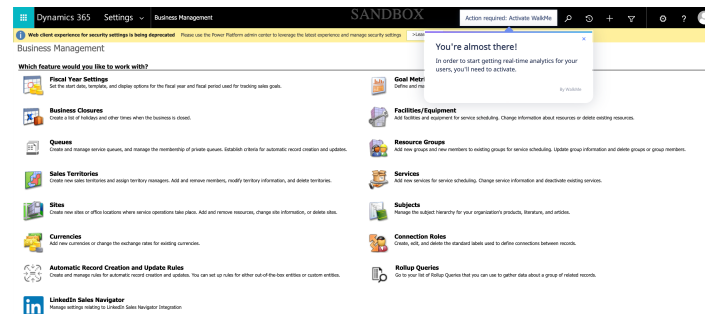 Dynamics 365 Settings Business Management SANDBOX Action required: Activate WalkMe
Web client experience for security settings is being deprecated Please use the Power Platform admin center to leverage the latest experience and manage security settings
Business Management
You're almost there!
In order to start getting real-time analytics for your
users, you'll need to activate.
By WalkMe
Which feature would you like to work with?
Fiscal Year Settings
Set the start date, template, and display options for the fiscal year and fiscal period used for tracking sales goals.
Goal Metri
Define and ma
Business Closures
Create a list of holidays and other times when the business is closed.
Facilities/Equipment
Add facilities and equipment for service scheduling. Change information about resources or delete existing resources.
Queues
Create and manage service queues, and manage the membership of private queues. Establish criteria for automatic record creation and updates.
Resource Groups
Add new groups and new members to existing groups for service scheduling. Update group information and delete groups or group members.
Sales Territories
Create new sales territories and assign territory managers. Add and remove members, modify territory information, and delete territories.
Services
Add new services for service scheduling. Change service information and deactivate existing services.
Sites
Create new sites or office locations where service operations take place. Add and remove resources, change site information, or delete sites.
Subjects
Manage the subject hierarchy for your organization's products, literature, and articles.
Currencies
Add new currencies or change the exchange rates for existing currencies.
Connection Roles
Create, edit, and delete the standard labels used to define connections between records.
Automatic Record Creation and Update Rules
Create and manage rules for automatic record creation and updates. You can set up rules for either out-of-the-box entities or custom entities.
Rollup Queries
Go to your list of Rollup Queries that you can use to gather data about a group of related records.
LinkedIn Sales Navigator
Manage settings relating to LinkedIn Sales Navigator Integration